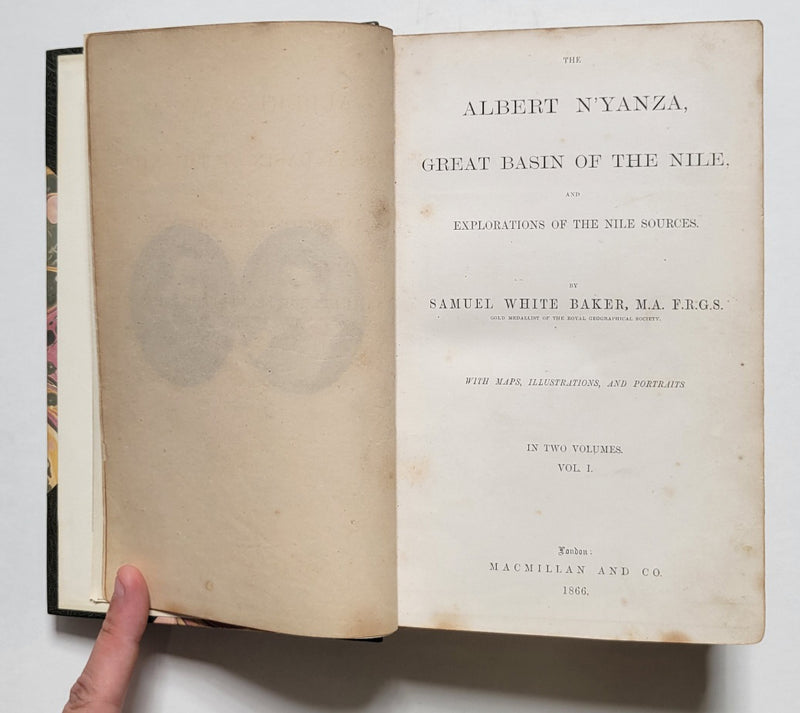 THE
ALBERT N'YANZA,
GREAT BASIN OF THE NILE,
AND
EXPLORATIONS OF THE NILE SOURCES.
BY
SAMUEL WHITE BAKER, M.A. F.R.G.S.
GOLD MEDALLIST OF THE ROYAL GEOGRAPHICAL SOCIETY.
WITH MAPS, ILLUSTRATIONS, AND PORTRAITS
IN TWO VOLUMES.
VOL. I.
London:
MACMILLAN AND CO.
1866.